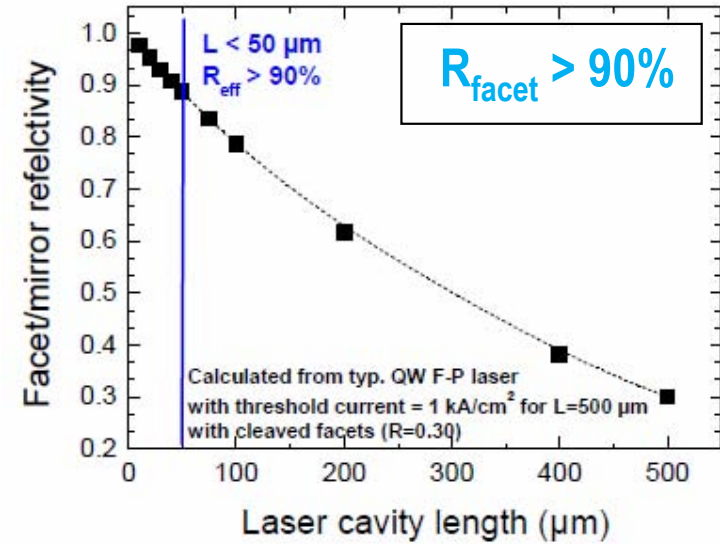 L < 50 µm
R_eff > 90%
R_facet > 90%
Facet/mirror refelctivity
1.0
0.9
0.8
0.7
0.6
0.5
0.4
0.3
0.2
Calculated from typ. QW F-P laser
with threshold current = 1 kA/cm² for L=500 µm
with cleaved facets (R=0.30)
0
100
200
300
400
500
Laser cavity length (µm)